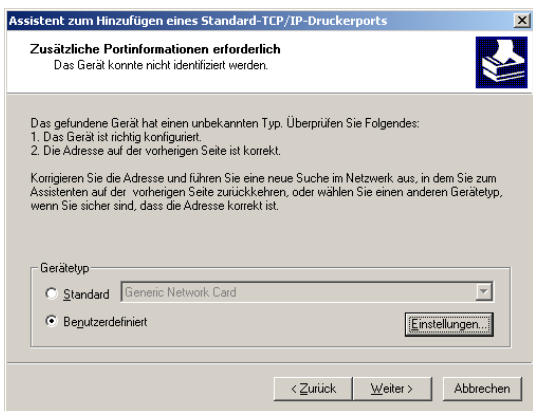 Assistent zum Hinzufügen eines Standard-TCP/IP-Druckerports
Zusätzliche Portinformationen erforderlich
Das Gerät konnte nicht identifiziert werden.
Das gefundene Gerät hat einen unbekannten Typ. Überprüfen Sie Folgendes:
1. Das Gerät ist richtig konfiguriert.
2. Die Adresse auf der vorherigen Seite ist korrekt.
Korrigieren Sie die Adresse und führen Sie eine neue Suche im Netzwerk aus, in dem Sie zum
Assistenten auf der vorherigen Seite zurückkehren, oder wählen Sie einen anderen Gerätetyp,
wenn Sie sicher sind, dass die Adresse korrekt ist.
Gerätetyp
Standard Generic Network Card
Benutzerdefiniert Einstellungen...
< Zurück Weiter > Abbrechen